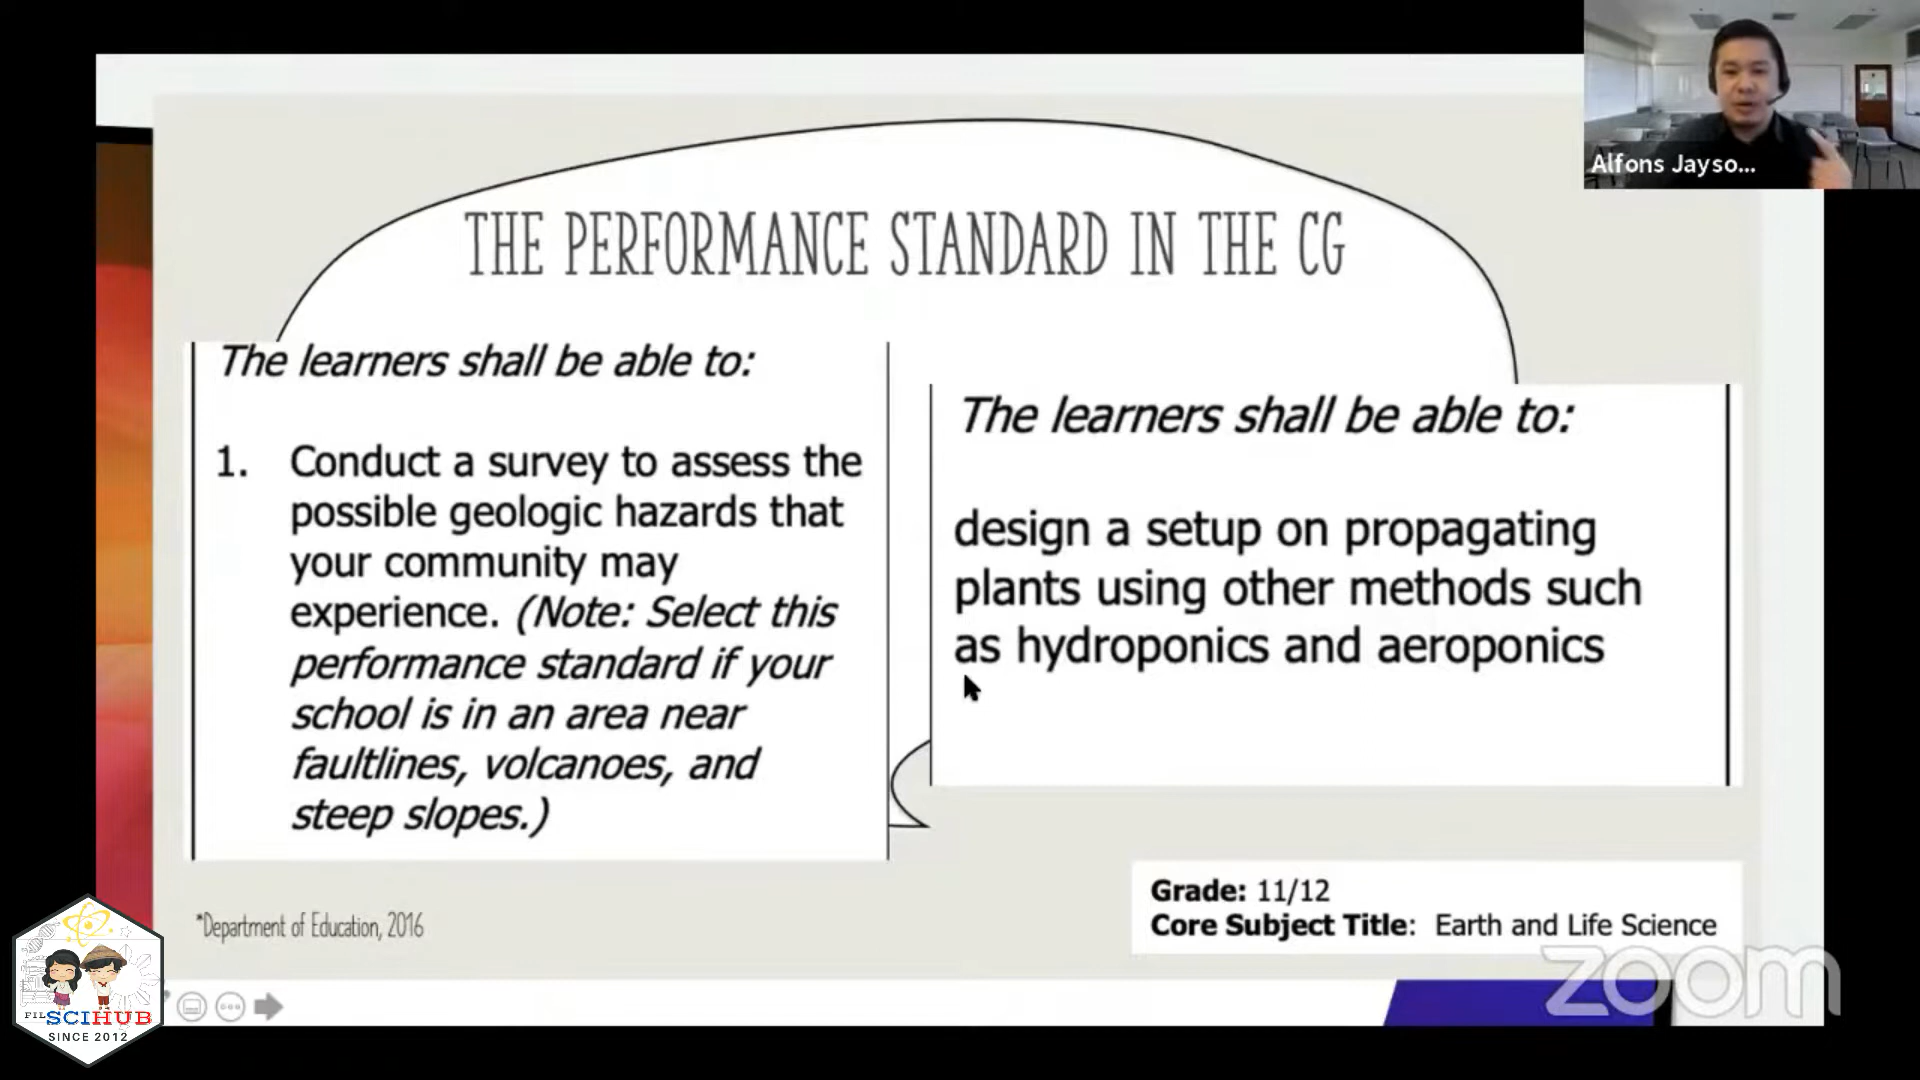 Alfons Jayso...
THE PERFORMANCE STANDARD IN THE CG
The learners shall be able to:
1. Conduct a survey to assess the
possible geologic hazards that
your community may
experience. (Note: Select this
performance standard if your
school is in an area near
faultlines, volcanoes, and
steep slopes.)
The learners shall be able to:
design a setup on propagating
plants using other methods such
as hydroponics and aeroponics
*Department of Education, 2016
Grade: 11/12
Core Subject Title: Earth and Life Science
zoom
FIL SCIHUB
SINCE 2012